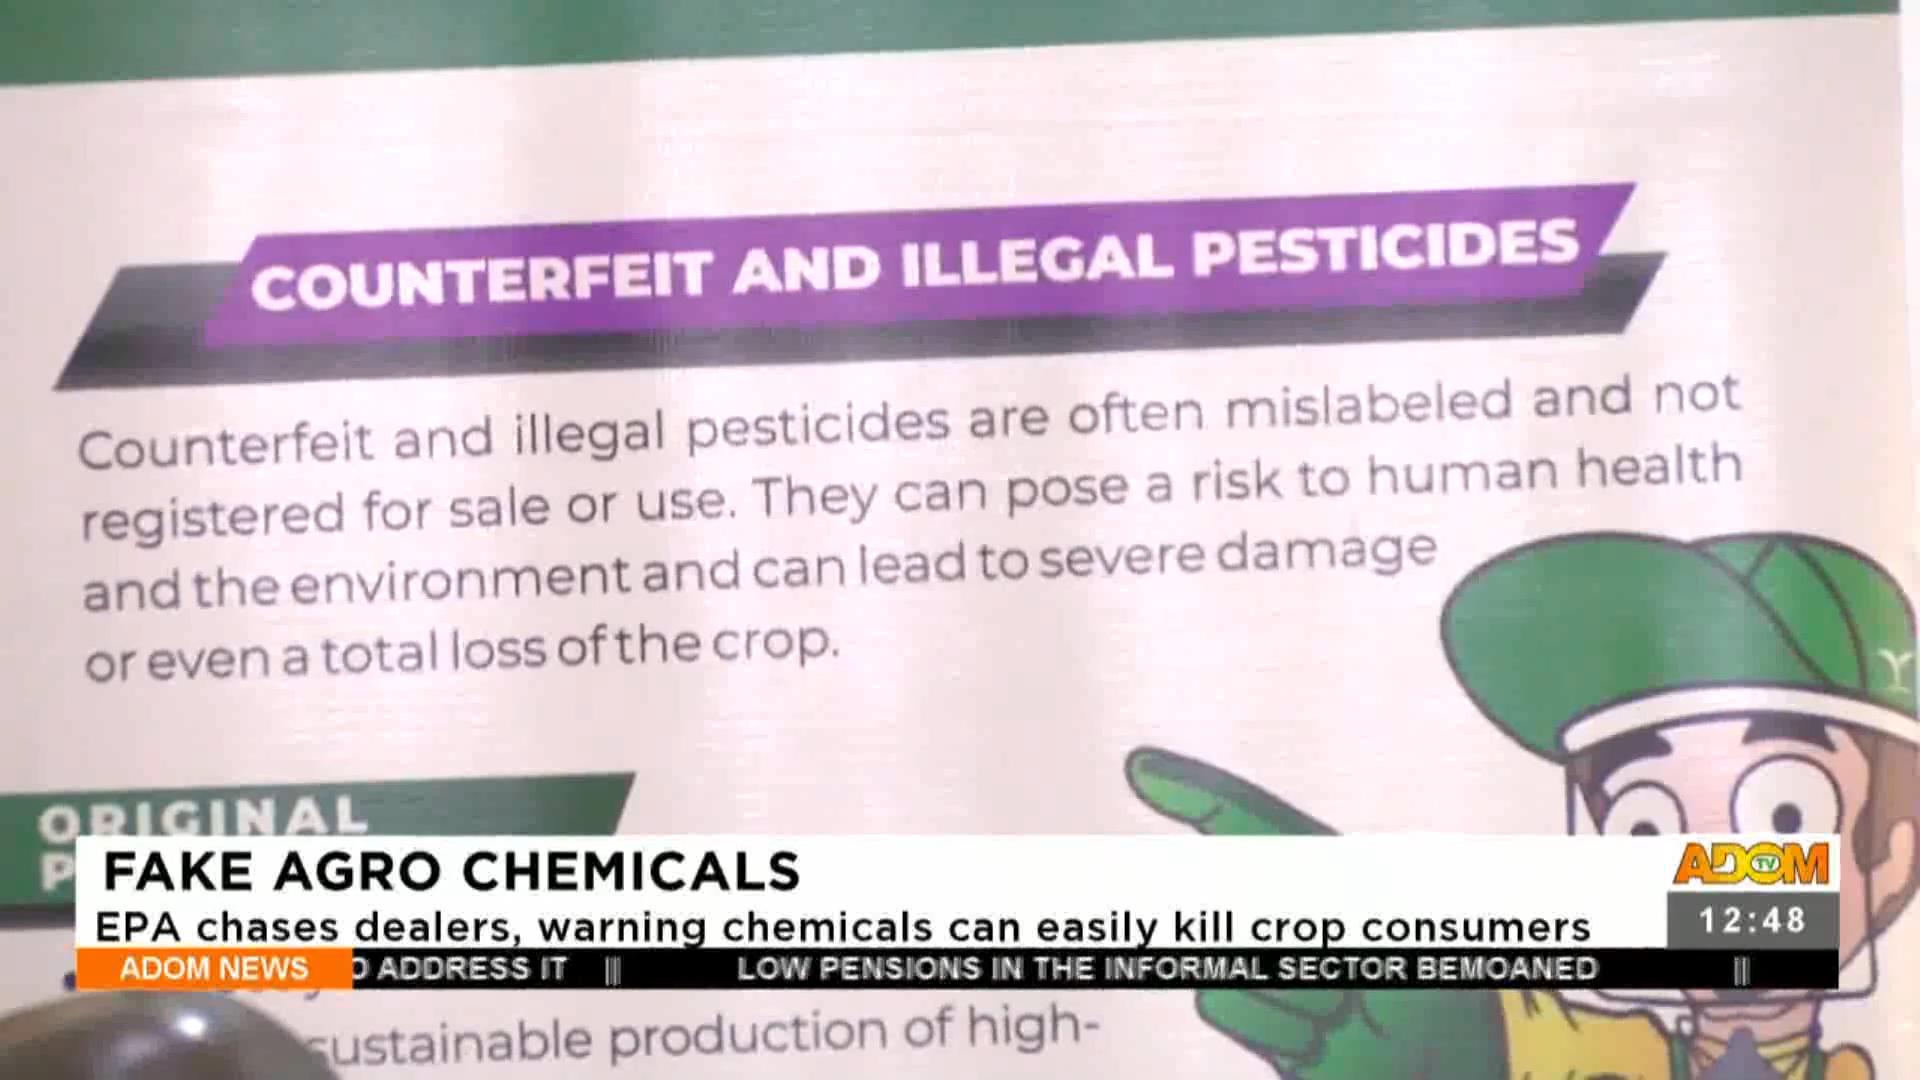 COUNTERFEIT AND ILLEGAL PESTICIDES
Counterfeit and illegal pesticides are often mislabeled and not
registered for sale or use. They can pose a risk to human health
and the environment and can lead to severe damage
or even a total loss of the crop.
ORIGINAL
P
FAKE AGRO CHEMICALS
ADOM TV
EPA chases dealers, warning chemicals can easily kill crop consumers
12:48
ADOM NEWS
O ADDRESS IT || LOW PENSIONS IN THE INFORMAL SECTOR BEMOANED ||
sustainable production of high-